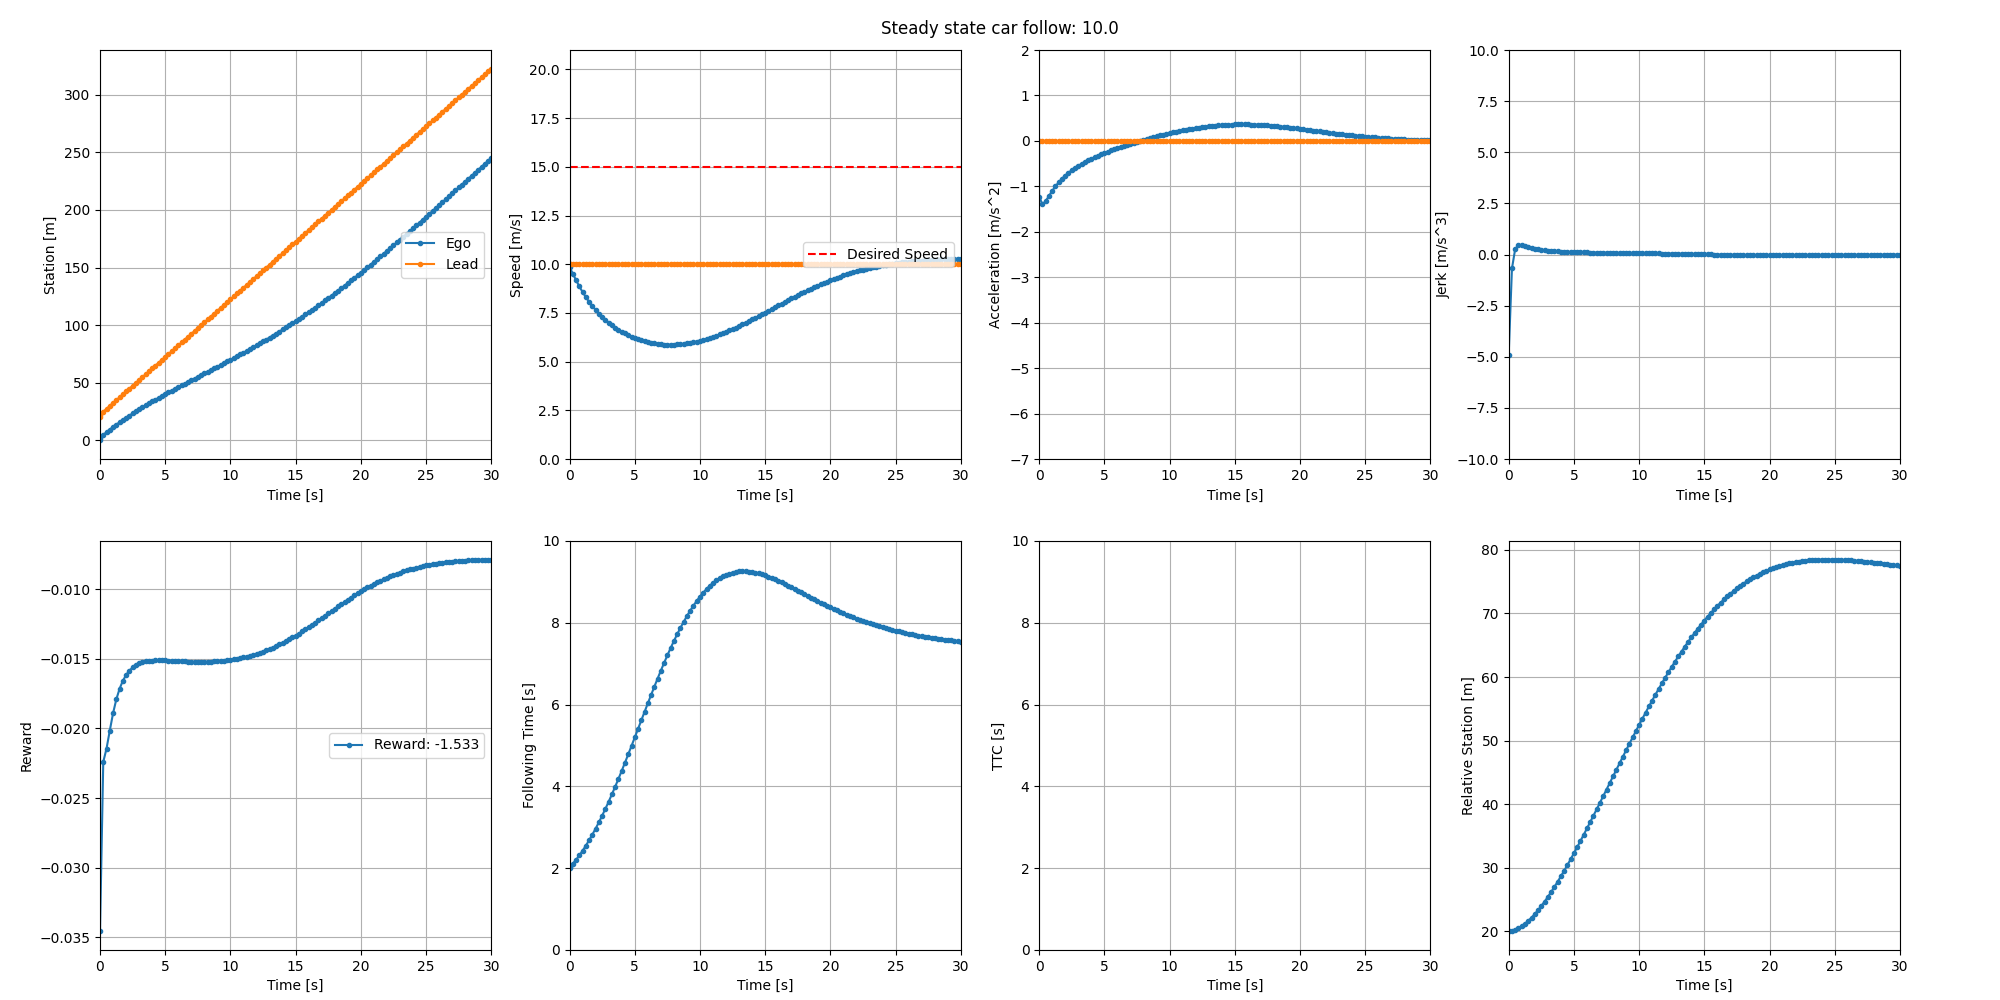 Steady state car follow: 10.0
Station [m]
300
250
200
150
100
50
0
0 5 10 15 20 25 30
Time [s]
Ego
Lead
Speed [m/s]
20.0
17.5
15.0
12.5
10.0
7.5
5.0
2.5
0.0
0 5 10 15 20 25 30
Time [s]
Desired Speed
Acceleration [m/s^2]
2
1
0
−1
−2
−3
−4
−5
−6
−7
0 5 10 15 20 25 30
Time [s]
Jerk [m/s^3]
10.0
7.5
5.0
2.5
0.0
−2.5
−5.0
−7.5
−10.0
0 5 10 15 20 25 30
Time [s]
Reward
−0.010
−0.015
−0.020
−0.025
−0.030
−0.035
0 5 10 15 20 25 30
Time [s]
Reward: -1.533
Following Time [s]
10
8
6
4
2
0
0 5 10 15 20 25 30
Time [s]
TTC [s]
10
8
6
4
2
0
0 5 10 15 20 25 30
Time [s]
Relative Station [m]
80
70
60
50
40
30
20
0 5 10 15 20 25 30
Time [s]